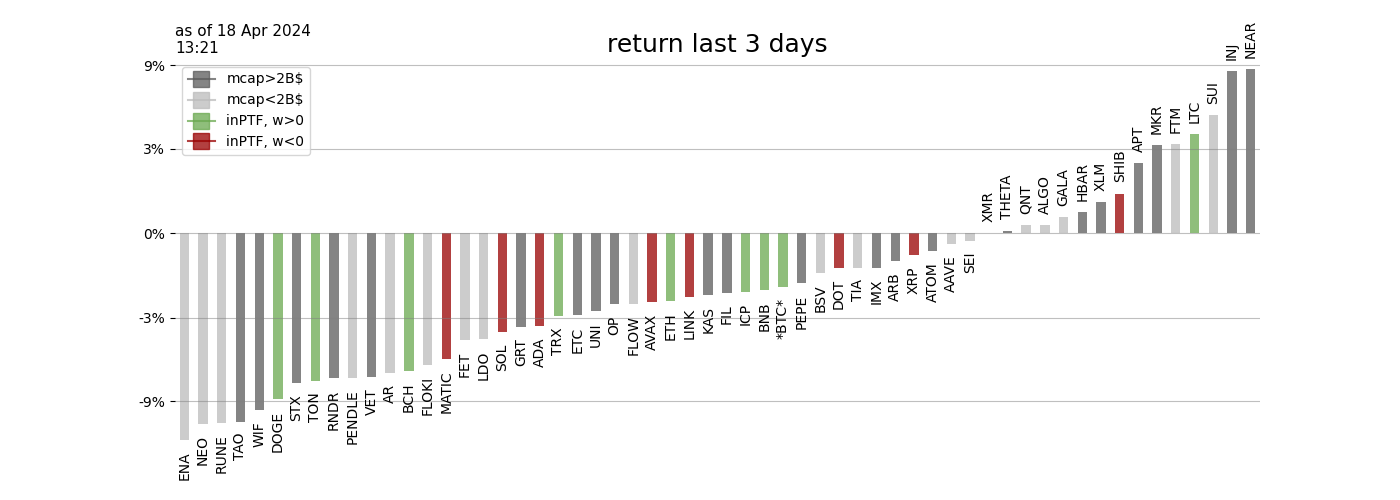 as of 18 Apr 2024
13:21
return last 3 days
9%
3%
0%
-3%
-9%
mcap>2B$
mcap<2B$
inPTF, w>0
inPTF, w<0
ENA
NEO
RUNE
TAO
WIF
DOGE
STX
TON
RNDR
PENDLE
VET
AR
BCH
FLOKI
MATIC
FET
LDO
SOL
GRT
ADA
TRX
ETC
UNI
OP
FLOW
AVAX
ETH
LINK
KAS
FIL
ICP
BNB
*BTC*
PEPE
BSV
DOT
TIA
IMX
ARB
XRP
ATOM
AAVE
SEI
XMR
THETA
QNT
ALGO
GALA
HBAR
XLM
SHIB
APT
MKR
FTM
LTC
SUI
INJ
NEAR